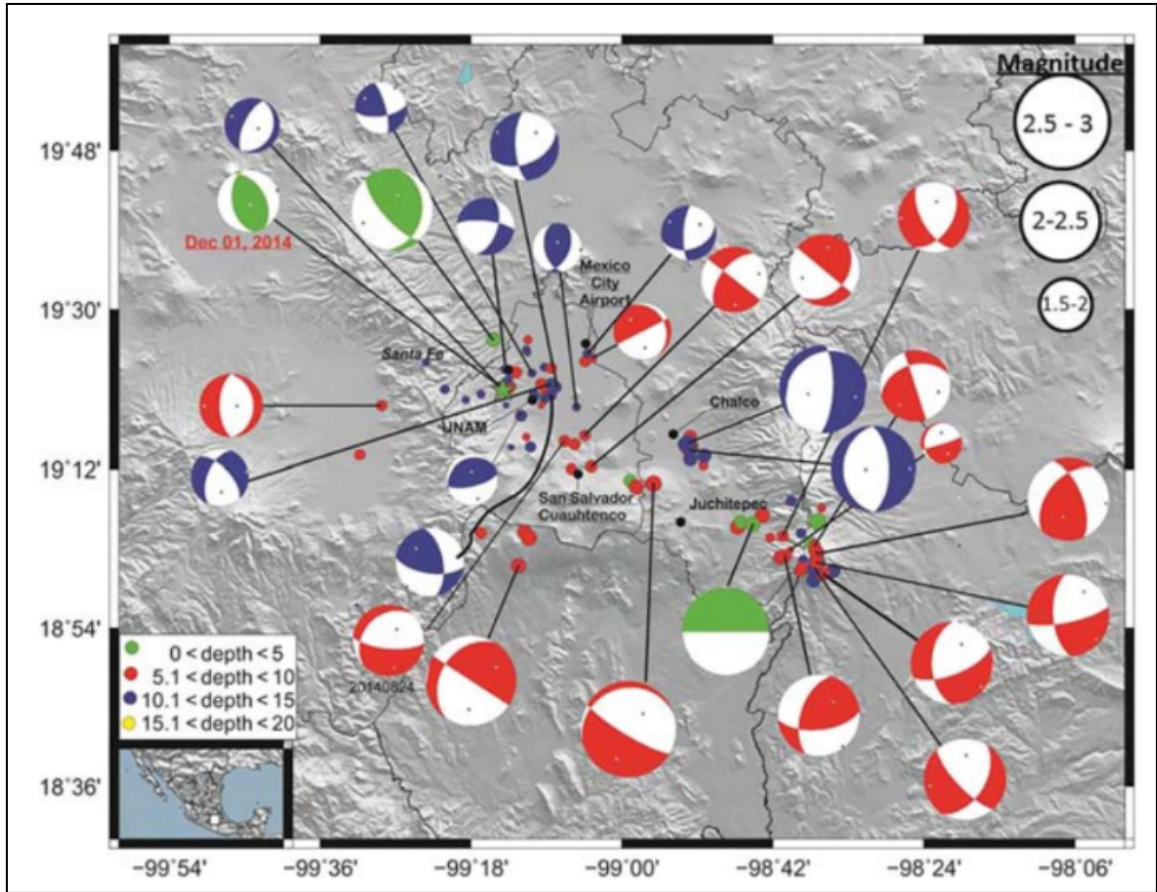 Magnitude
2.5 - 3
2-2.5
1.5-2
19°48'
19°30'
19°12'
18°54'
18°36'
Dec 01, 2014
Mexico
City
Airport
Santa Fe
UNAM
Chalco
San Salvador
Cuauhtenco
Juchitepec
20140824
0 < depth < 5
5.1 < depth < 10
10.1 < depth < 15
15.1 < depth < 20
−99°54' −99°36' −99°18' −99°00' −98°42' −98°24' −98°06'